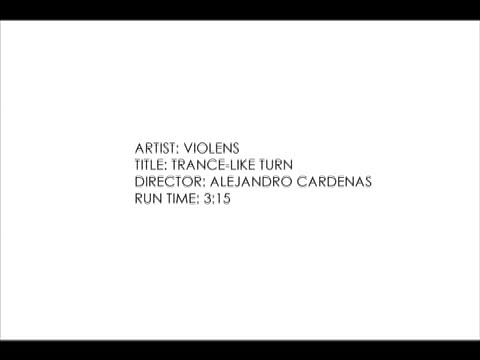 ARTIST: VIOLENS
TITLE: TRANCE-LIKE TURN
DIRECTOR: ALEJANDRO CARDENAS
RUN TIME: 3:15